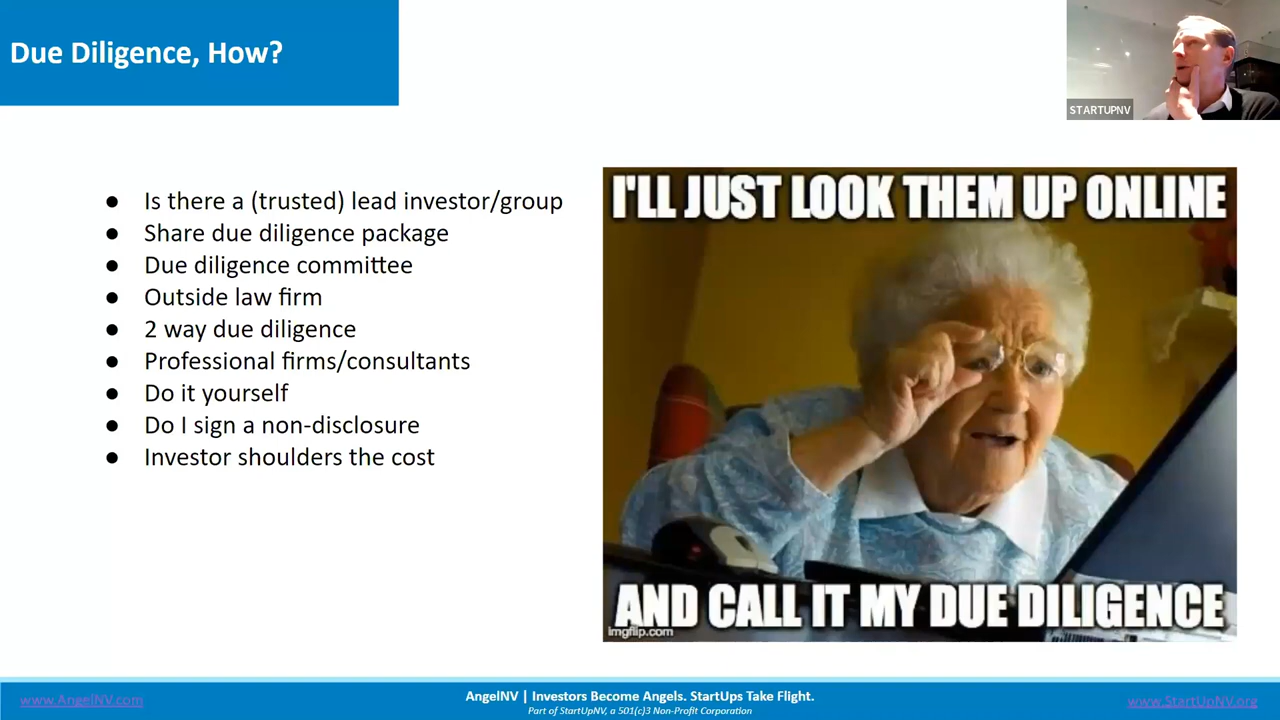 Due Diligence, How?
STARTUPNV
● Is there a (trusted) lead investor/group
● Share due diligence package
● Due diligence committee
● Outside law firm
● 2 way due diligence
● Professional firms/consultants
● Do it yourself
● Do I sign a non-disclosure
● Investor shoulders the cost
I'LL JUST LOOK THEM UP ONLINE
AND CALL IT MY DUE DILIGENCE
imgflip.com
www.AngelNV.com
AngelNV | Investors Become Angels. StartUps Take Flight.
Part of StartUpNV, a 501(c)3 Non-Profit Corporation
www.StartUpNV.org